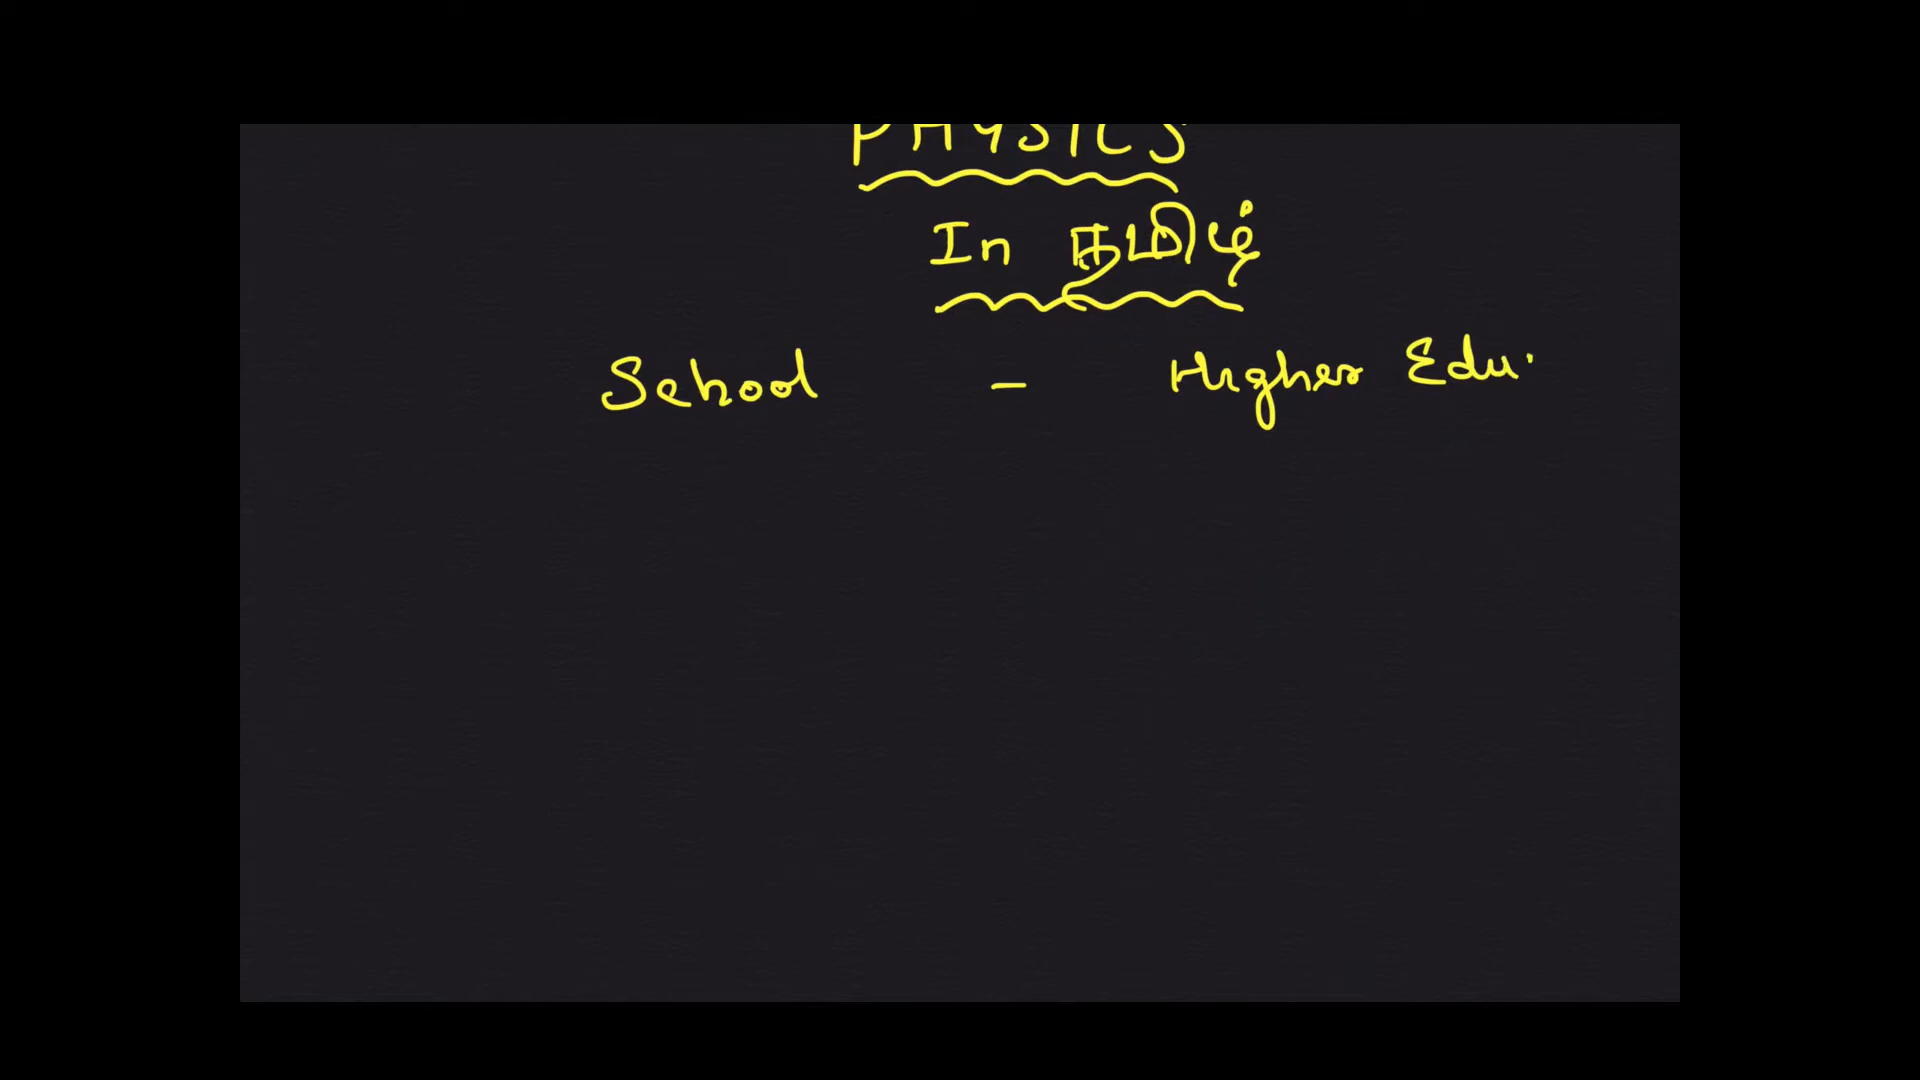 PHYSICS
In தமிழ்
School - Higher Edu.